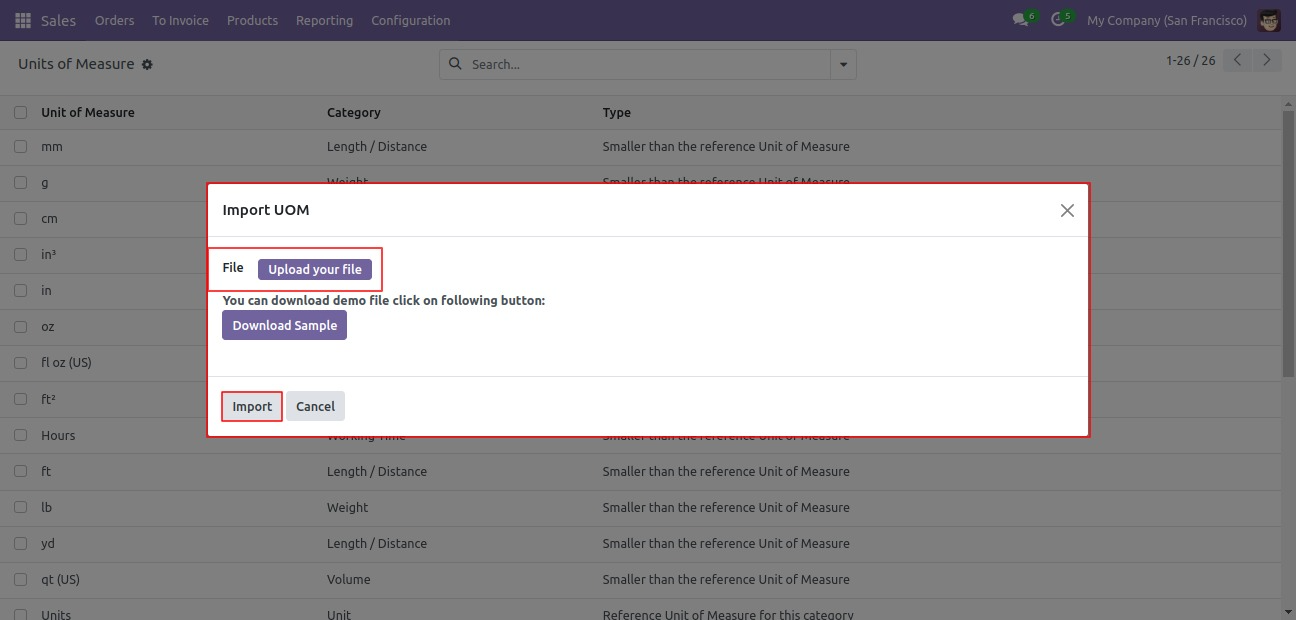 Sales Orders To Invoice Products Reporting Configuration 6 5 My Company (San Francisco)
Units of Measure Search... 1-26 / 26
Unit of Measure Category Type
mm Length / Distance Smaller than the reference Unit of Measure
g Weight Smaller than the reference Unit of Measure
Import UOM
cm
in³
File Upload your file
in
You can download demo file click on following button:
oz Download Sample
fl oz (US)
ft²
Import Cancel
Hours Working Time Smaller than the reference Unit of Measure
ft Length / Distance Smaller than the reference Unit of Measure
lb Weight Smaller than the reference Unit of Measure
yd Length / Distance Smaller than the reference Unit of Measure
qt (US) Volume Smaller than the reference Unit of Measure
Units Unit Reference Unit of Measure for this category